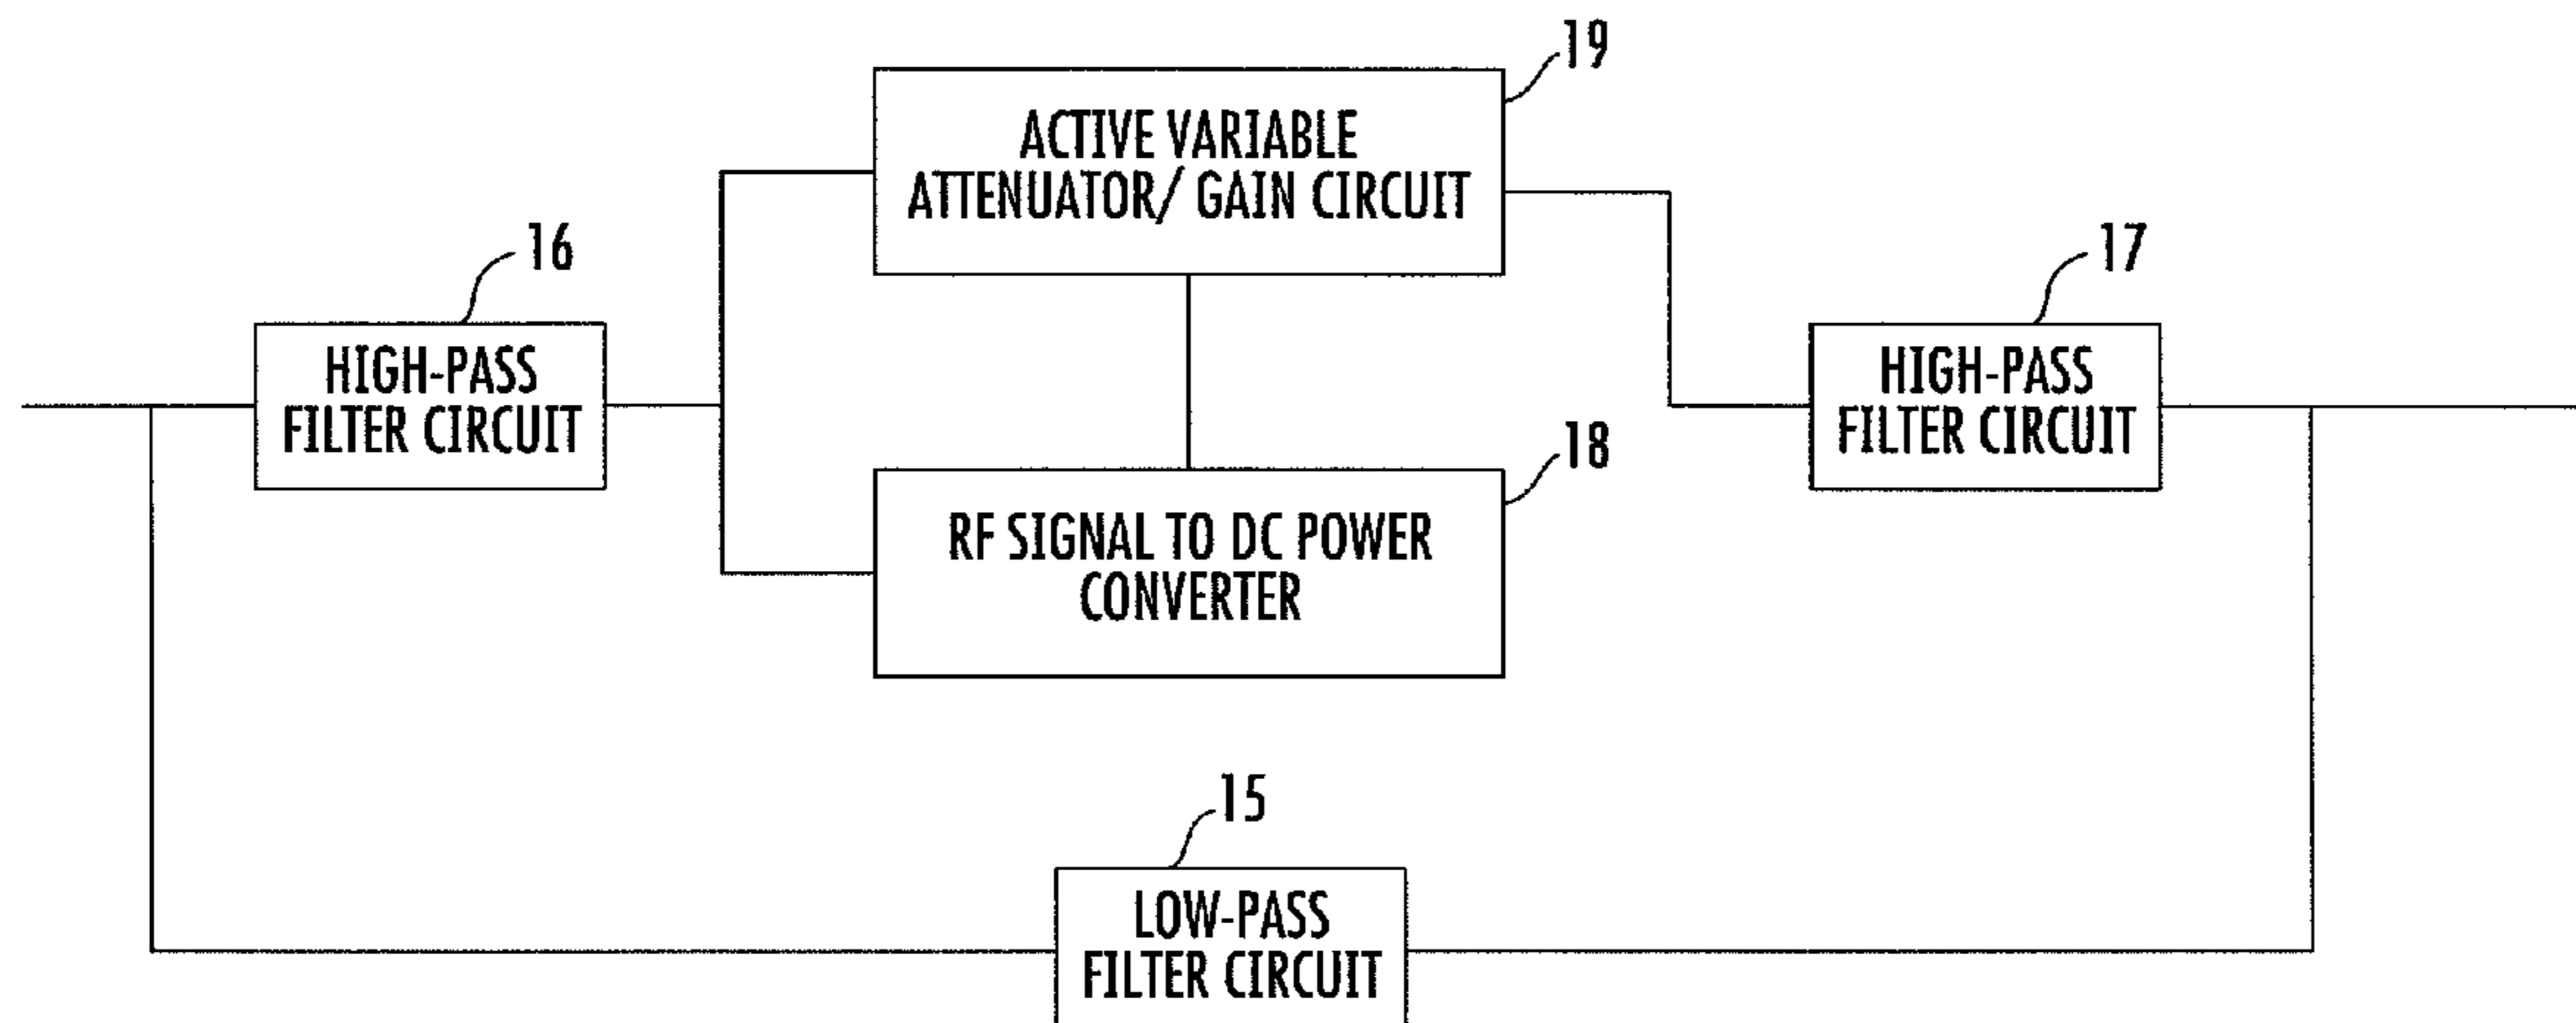 19
ACTIVE VARIABLE
ATTENUATOR/ GAIN CIRCUIT
16
HIGH-PASS
FILTER CIRCUIT
17
HIGH-PASS
FILTER CIRCUIT
18
RF SIGNAL TO DC POWER
CONVERTER
15
LOW-PASS
FILTER CIRCUIT